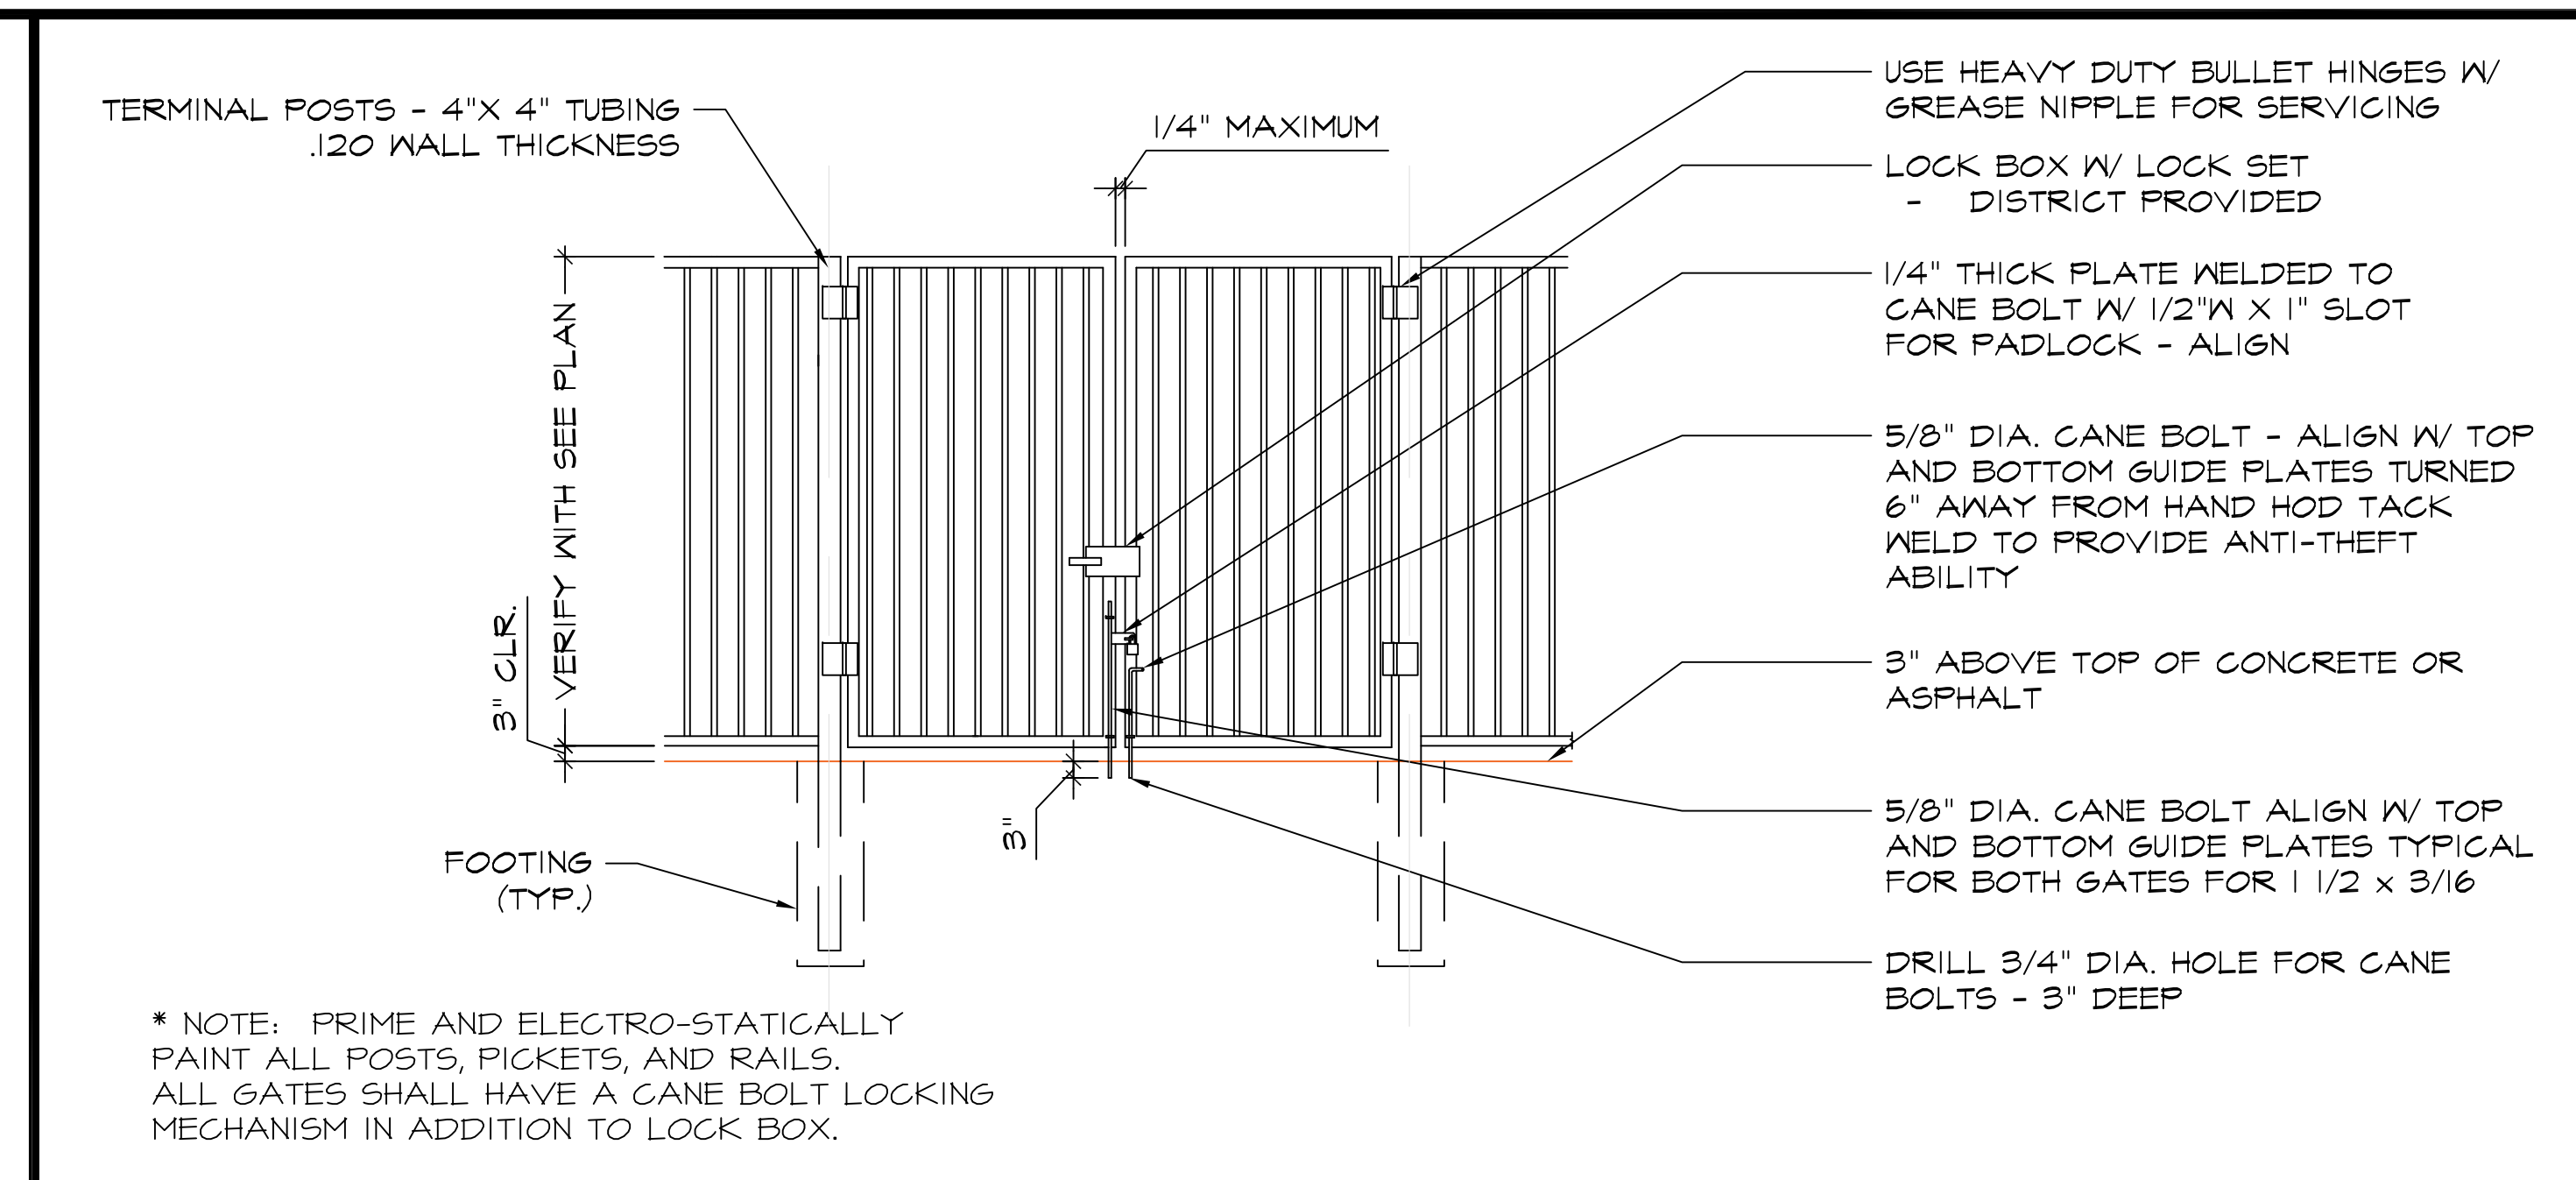 TERMINAL POSTS - 4"X 4" TUBING
.120 WALL THICKNESS
1/4" MAXIMUM
USE HEAVY DUTY BULLET HINGES W/
GREASE NIPPLE FOR SERVICING
LOCK BOX W/ LOCK SET
- DISTRICT PROVIDED
1/4" THICK PLATE WELDED TO
CANE BOLT W/ 1/2"W X 1" SLOT
FOR PADLOCK - ALIGN
5/8" DIA. CANE BOLT - ALIGN W/ TOP
AND BOTTOM GUIDE PLATES TURNED
6" AWAY FROM HAND HOD TACK
WELD TO PROVIDE ANTI-THEFT
ABILITY
3" ABOVE TOP OF CONCRETE OR
ASPHALT
5/8" DIA. CANE BOLT ALIGN W/ TOP
AND BOTTOM GUIDE PLATES TYPICAL
FOR BOTH GATES FOR 1 1/2 x 3/16
DRILL 3/4" DIA. HOLE FOR CANE
BOLTS - 3" DEEP
VERIFY WITH SEE PLAN
3" CLR.
3"
FOOTING
(TYP.)
* NOTE: PRIME AND ELECTRO-STATICALLY
PAINT ALL POSTS, PICKETS, AND RAILS.
ALL GATES SHALL HAVE A CANE BOLT LOCKING
MECHANISM IN ADDITION TO LOCK BOX.